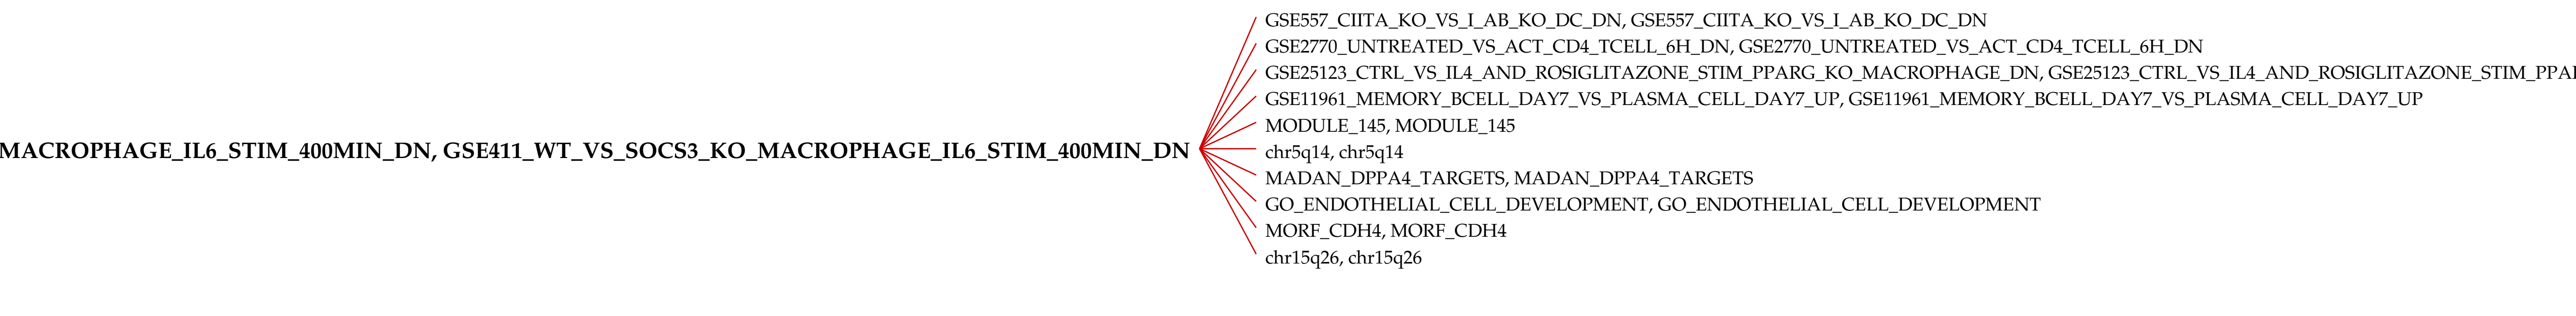 GSE557_CIITA_KO_VS_I_AB_KO_DC_DN, GSE557_CIITA_KO_VS_I_AB_KO_DC_DN
GSE2770_UNTREATED_VS_ACT_CD4_TCELL_6H_DN, GSE2770_UNTREATED_VS_ACT_CD4_TCELL_6H_DN
GSE25123_CTRL_VS_IL4_AND_ROSIGLITAZONE_STIM_PPARG_KO_MACROPHAGE_DN, GSE25123_CTRL_VS_IL4_AND_ROSIGLITAZONE_STIM_PPA
GSE11961_MEMORY_BCELL_DAY7_VS_PLASMA_CELL_DAY7_UP, GSE11961_MEMORY_BCELL_DAY7_VS_PLASMA_CELL_DAY7_UP
MODULE_145, MODULE_145
MACROPHAGE_IL6_STIM_400MIN_DN, GSE411_WT_VS_SOCS3_KO_MACROPHAGE_IL6_STIM_400MIN_DN
chr5q14, chr5q14
MADAN_DPPA4_TARGETS, MADAN_DPPA4_TARGETS
GO_ENDOTHELIAL_CELL_DEVELOPMENT, GO_ENDOTHELIAL_CELL_DEVELOPMENT
MORF_CDH4, MORF_CDH4
chr15q26, chr15q26